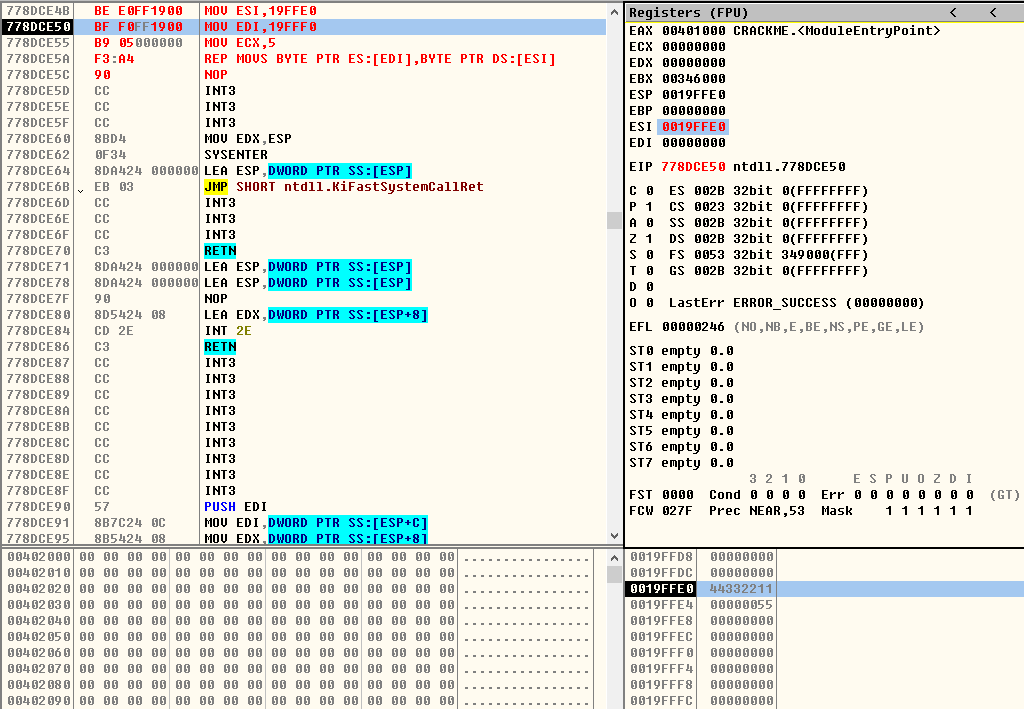 778DCE4B BE E0FF1900 MOV ESI,19FFE0
778DCE50 BF F0FF1900 MOV EDI,19FFF0
778DCE55 B9 05000000 MOV ECX,5
778DCE5A F3:A4 REP MOVS BYTE PTR ES:[EDI],BYTE PTR DS:[ESI]
778DCE5C 90 NOP
778DCE5D CC INT3
778DCE5E CC INT3
778DCE5F CC INT3
778DCE60 8BD4 MOV EDX,ESP
778DCE62 0F34 SYSENTER
778DCE64 8DA424 000000 LEA ESP,DWORD PTR SS:[ESP]
778DCE6B EB 03 JMP SHORT ntdll.KiFastSystemCallRet
778DCE6D CC INT3
778DCE6E CC INT3
778DCE6F CC INT3
778DCE70 C3 RETN
778DCE71 8DA424 000000 LEA ESP,DWORD PTR SS:[ESP]
778DCE78 8DA424 000000 LEA ESP,DWORD PTR SS:[ESP]
778DCE7F 90 NOP
778DCE80 8D5424 08 LEA EDX,DWORD PTR SS:[ESP+8]
778DCE84 CD 2E INT 2E
778DCE86 C3 RETN
778DCE87 CC INT3
778DCE88 CC INT3
778DCE89 CC INT3
778DCE8A CC INT3
778DCE8B CC INT3
778DCE8C CC INT3
778DCE8D CC INT3
778DCE8E CC INT3
778DCE8F CC INT3
778DCE90 57 PUSH EDI
778DCE91 8B7C24 0C MOV EDI,DWORD PTR SS:[ESP+C]
778DCE95 8B5424 08 MOV EDX,DWORD PTR SS:[ESP+8]
Registers (FPU) < <
EAX 00401000 CRACKME.<ModuleEntryPoint>
ECX 00000000
EDX 00000000
EBX 00346000
ESP 0019FFE0
EBP 00000000
ESI 0019FFE0
EDI 00000000
EIP 778DCE50 ntdll.778DCE50
C 0 ES 002B 32bit 0(FFFFFFFF)
P 1 CS 0023 32bit 0(FFFFFFFF)
A 0 SS 002B 32bit 0(FFFFFFFF)
Z 1 DS 002B 32bit 0(FFFFFFFF)
S 0 FS 0053 32bit 349000(FFF)
T 0 GS 002B 32bit 0(FFFFFFFF)
D 0
O 0 LastErr ERROR_SUCCESS (00000000)
EFL 00000246 (NO,NB,E,BE,NS,PE,GE,LE)
ST0 empty 0.0
ST1 empty 0.0
ST2 empty 0.0
ST3 empty 0.0
ST4 empty 0.0
ST5 empty 0.0
ST6 empty 0.0
ST7 empty 0.0
3 2 1 0 E S P U O Z D I
FST 0000 Cond 0 0 0 0 Err 0 0 0 0 0 0 0 0 (GT)
FCW 027F Prec NEAR,53 Mask 1 1 1 1 1 1
00402000 00 00 00 00 00 00 00 00 00 00 00 00 00 00 00 00 ................
00402010 00 00 00 00 00 00 00 00 00 00 00 00 00 00 00 00 ................
00402020 00 00 00 00 00 00 00 00 00 00 00 00 00 00 00 00 ................
00402030 00 00 00 00 00 00 00 00 00 00 00 00 00 00 00 00 ................
00402040 00 00 00 00 00 00 00 00 00 00 00 00 00 00 00 00 ................
00402050 00 00 00 00 00 00 00 00 00 00 00 00 00 00 00 00 ................
00402060 00 00 00 00 00 00 00 00 00 00 00 00 00 00 00 00 ................
00402070 00 00 00 00 00 00 00 00 00 00 00 00 00 00 00 00 ................
00402080 00 00 00 00 00 00 00 00 00 00 00 00 00 00 00 00 ................
00402090 00 00 00 00 00 00 00 00 00 00 00 00 00 00 00 00 ................
0019FFD8 00000000
0019FFDC 00000000
0019FFE0 44332211
0019FFE4 00000055
0019FFE8 00000000
0019FFEC 00000000
0019FFF0 00000000
0019FFF4 00000000
0019FFF8 00000000
0019FFFC 00000000